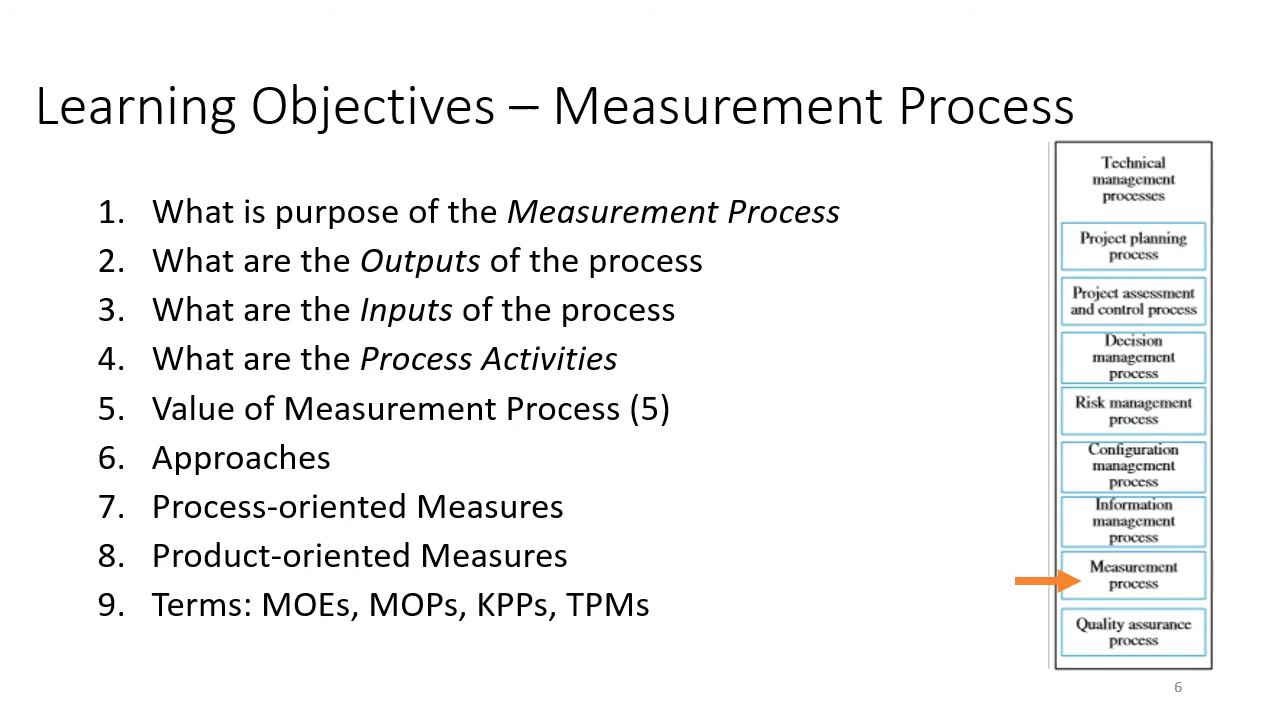 Learning Objectives – Measurement Process
1. What is purpose of the Measurement Process
2. What are the Outputs of the process
3. What are the Inputs of the process
4. What are the Process Activities
5. Value of Measurement Process (5)
6. Approaches
7. Process-oriented Measures
8. Product-oriented Measures
9. Terms: MOEs, MOPs, KPPs, TPMs
Technical
management
processes
Project planning
process
Project assessment
and control process
Decision
management
process
Risk management
process
Configuration
management
process
Information
management
process
Measurement
process
Quality assurance
process
6